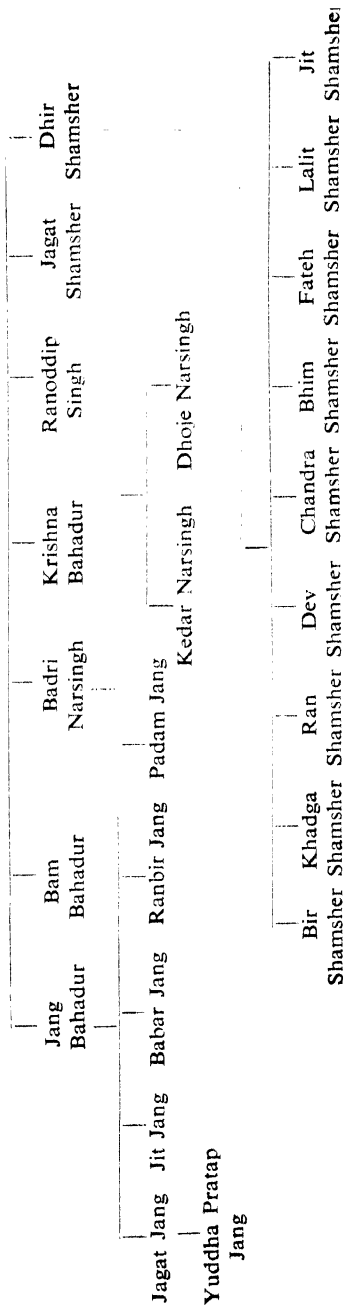 Jang Bam Badri Krishna Ranoddip Jagat Dhir
Bahadur Bahadur Narsingh Bahadur Singh Shamsher Shamsher
Jagat Jang Jit Jang Babar Jang Ranbir Jang Padam Jang
Kedar Narsingh Dhoje Narsingh
Yuddha Pratap
Jang
Bir Khadga Ran Dev Chandra Bhim Fateh Lalit Jit
Shamsher Shamsher Shamsher Shamsher Shamsher Shamsher Shamsher Shamsher Shamshe